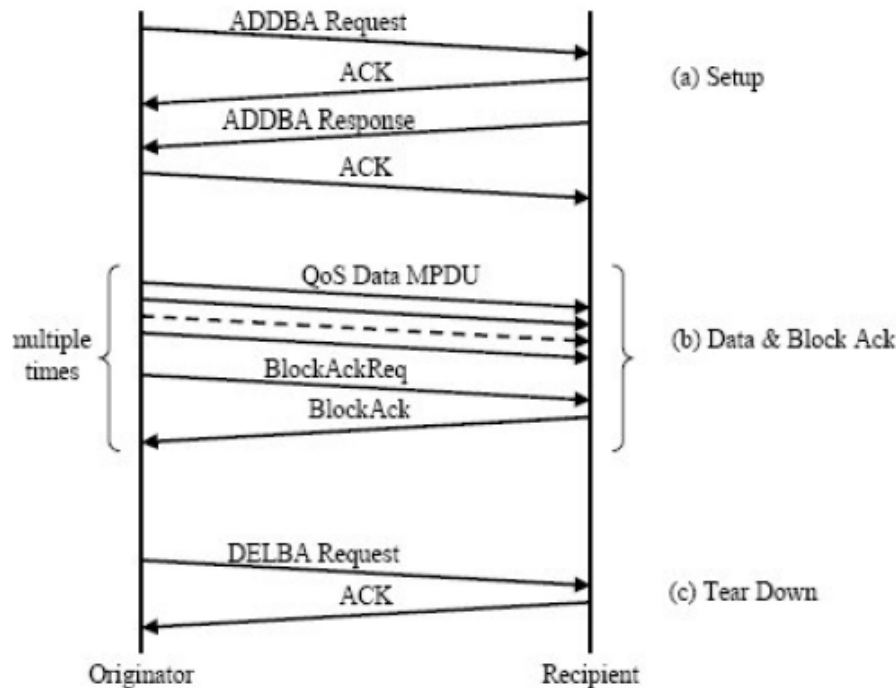 ADDBA Request
ACK
(a) Setup
ADDBA Response
ACK
QoS Data MPDU
multiple
times
(b) Data & Block Ack
BlockAckReq
BlockAck
DELBA Request
ACK
(c) Tear Down
Originator
Recipient